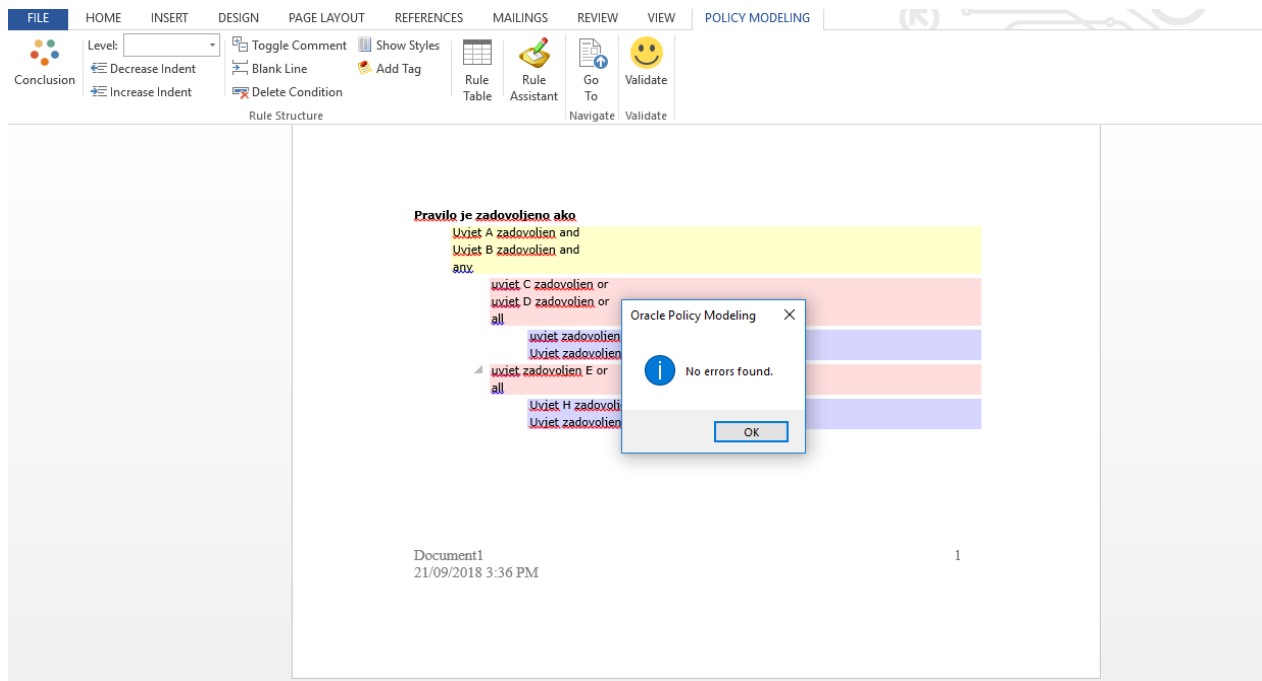 FILE HOME INSERT DESIGN PAGE LAYOUT REFERENCES MAILINGS REVIEW VIEW POLICY MODELING
Conclusion
Level:
Decrease Indent
Increase Indent
Toggle Comment
Blank Line
Delete Condition
Show Styles
Add Tag
Rule Structure
Rule
Table
Rule
Assistant
Go
To
Navigate
Validate
Validate
Pravilo je zadovoljeno ako
Uvjet A zadovoljen and
Uvjet B zadovoljen and
any
uvjet C zadovoljen or
uvjet D zadovoljen or
all
uvjet zadovoljen
Uvjet zadovoljen
uvjet zadovoljen E or
all
Uvjet H
Uvjet zadovoljen
Oracle Policy Modeling
No errors found.
OK
Document1 1
21/09/2018 3:36 PM